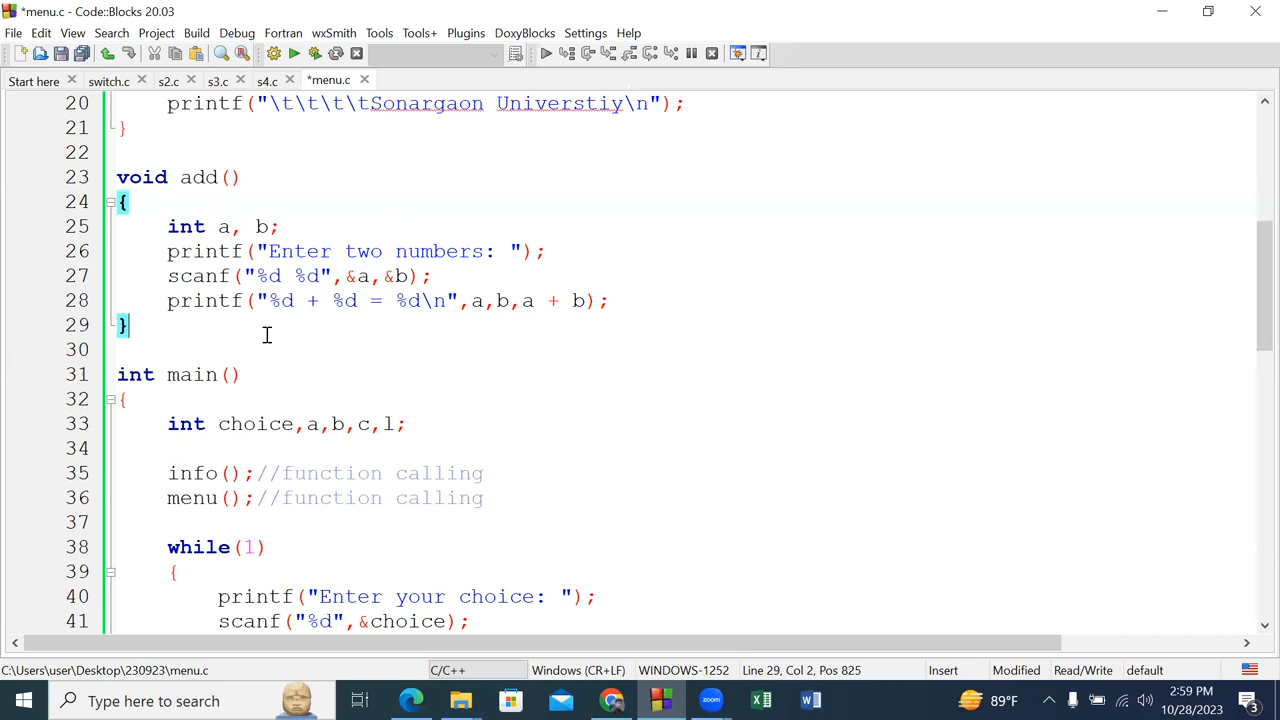 *menu.c - Code::Blocks 20.03
File Edit View Search Project Build Debug Fortran wxSmith Tools Tools+ Plugins DoxyBlocks Settings Help
Start here switch.c s2.c s3.c s4.c *menu.c
20 printf("\t\t\t\tSonargaon Universtiy\n");
21 }
22
23 void add()
24 {
25 int a, b;
26 printf("Enter two numbers: ");
27 scanf("%d %d",&a,&b);
28 printf("%d + %d = %d\n",a,b,a + b);
29 }
30
31 int main()
32 {
33 int choice,a,b,c,l;
34
35 info();//function calling
36 menu();//function calling
37
38 while(1)
39 {
40 printf("Enter your choice: ");
41 scanf("%d",&choice);
C:\Users\user\Desktop\230923\menu.c C/C++ Windows (CR+LF) WINDOWS-1252 Line 29, Col 2, Pos 825 Insert Modified Read/Write default
Type here to search 89°F 2:59 PM
10/28/2023 3